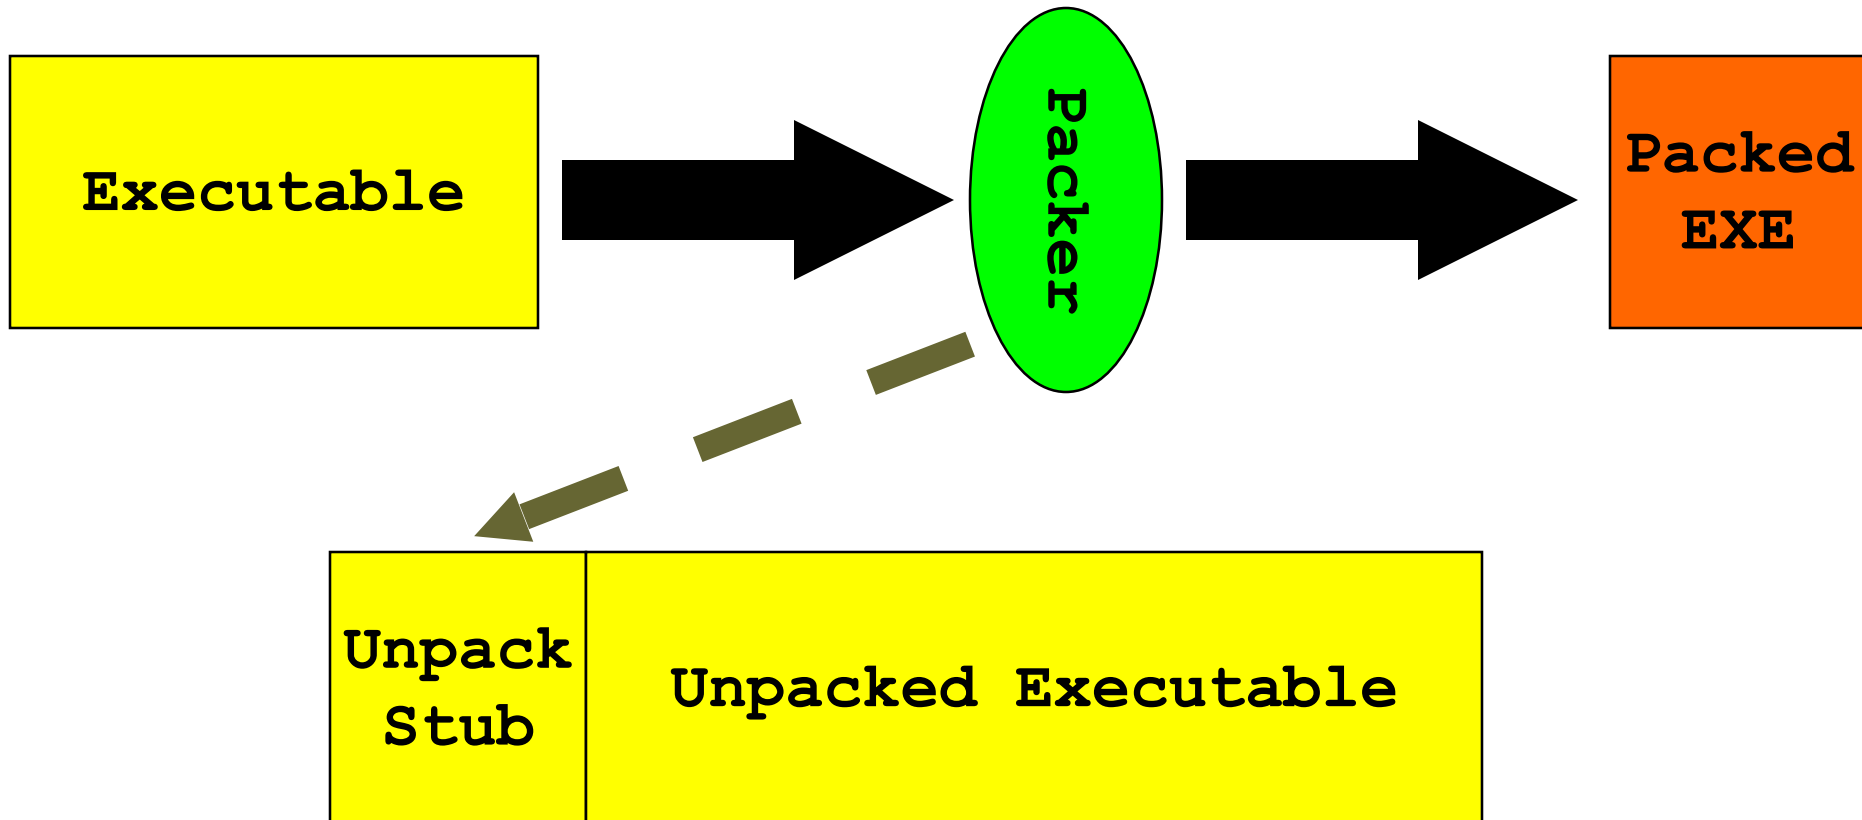 Executable
Packer
Packed
EXE
Unpack
Stub
Unpacked Executable